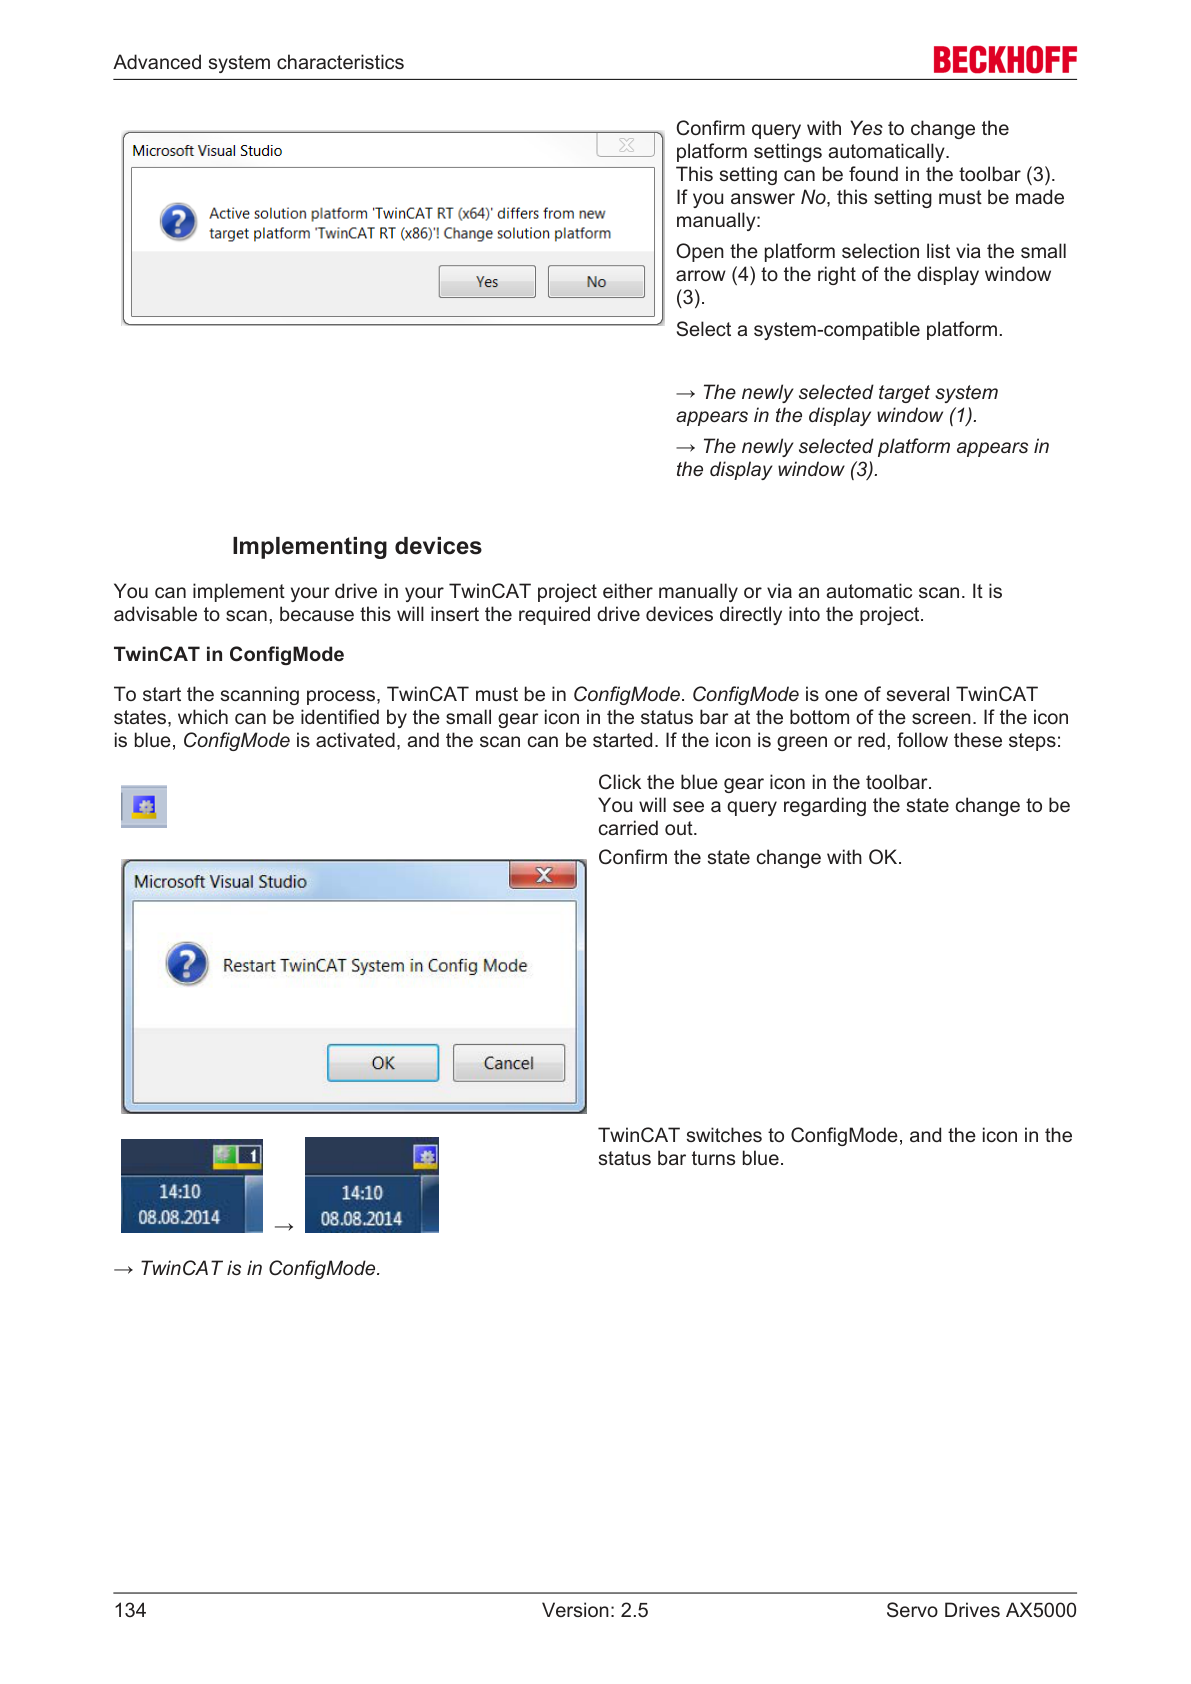 Advanced system characteristics
BECKHOFF
Microsoft Visual Studio
Active solution platform 'TwinCAT RT (x64)' differs from new
target platform 'TwinCAT RT (x86)'! Change solution platform
Yes
No
Confirm query with Yes to change the
platform settings automatically.
This setting can be found in the toolbar (3).
If you answer No, this setting must be made
manually:
Open the platform selection list via the small
arrow (4) to the right of the display window
(3).
Select a system-compatible platform.
→ The newly selected target system
appears in the display window (1).
→ The newly selected platform appears in
the display window (3).
Implementing devices
You can implement your drive in your TwinCAT project either manually or via an automatic scan. It is
advisable to scan, because this will insert the required drive devices directly into the project.
TwinCAT in ConfigMode
To start the scanning process, TwinCAT must be in ConfigMode. ConfigMode is one of several TwinCAT
states, which can be identified by the small gear icon in the status bar at the bottom of the screen. If the icon
is blue, ConfigMode is activated, and the scan can be started. If the icon is green or red, follow these steps:
Click the blue gear icon in the toolbar.
You will see a query regarding the state change to be
carried out.
Confirm the state change with OK.
Microsoft Visual Studio
Restart TwinCAT System in Config Mode
OK
Cancel
1
14:10
08.08.2014
→
14:10
08.08.2014
TwinCAT switches to ConfigMode, and the icon in the
status bar turns blue.
→ TwinCAT is in ConfigMode.
134
Version: 2.5
Servo Drives AX5000